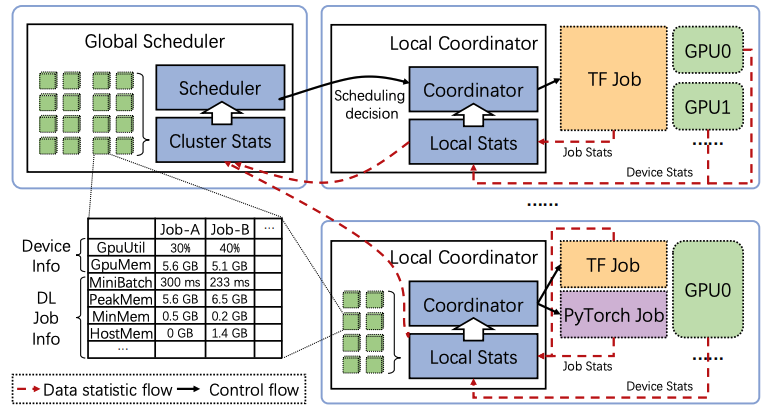 Global Scheduler
Scheduler
Cluster Stats
Local Coordinator
Coordinator
Local Stats
Scheduling
decision
TF Job
GPU0
GPU1
......
Job Stats
Device Stats
......
Job-A Job-B ...
Device
Info
GpuUtil 30% 40%
GpuMem 5.6 GB 5.1 GB
DL
Job
Info
MiniBatch 300 ms 233 ms
PeakMem 5.6 GB 6.5 GB
MinMem 0.5 GB 0.2 GB
HostMem 0 GB 1.4 GB
...
Local Coordinator
Coordinator
Local Stats
TF Job
PyTorch Job
GPU0
......
Job Stats
Device Stats
Data statistic flow
Control flow